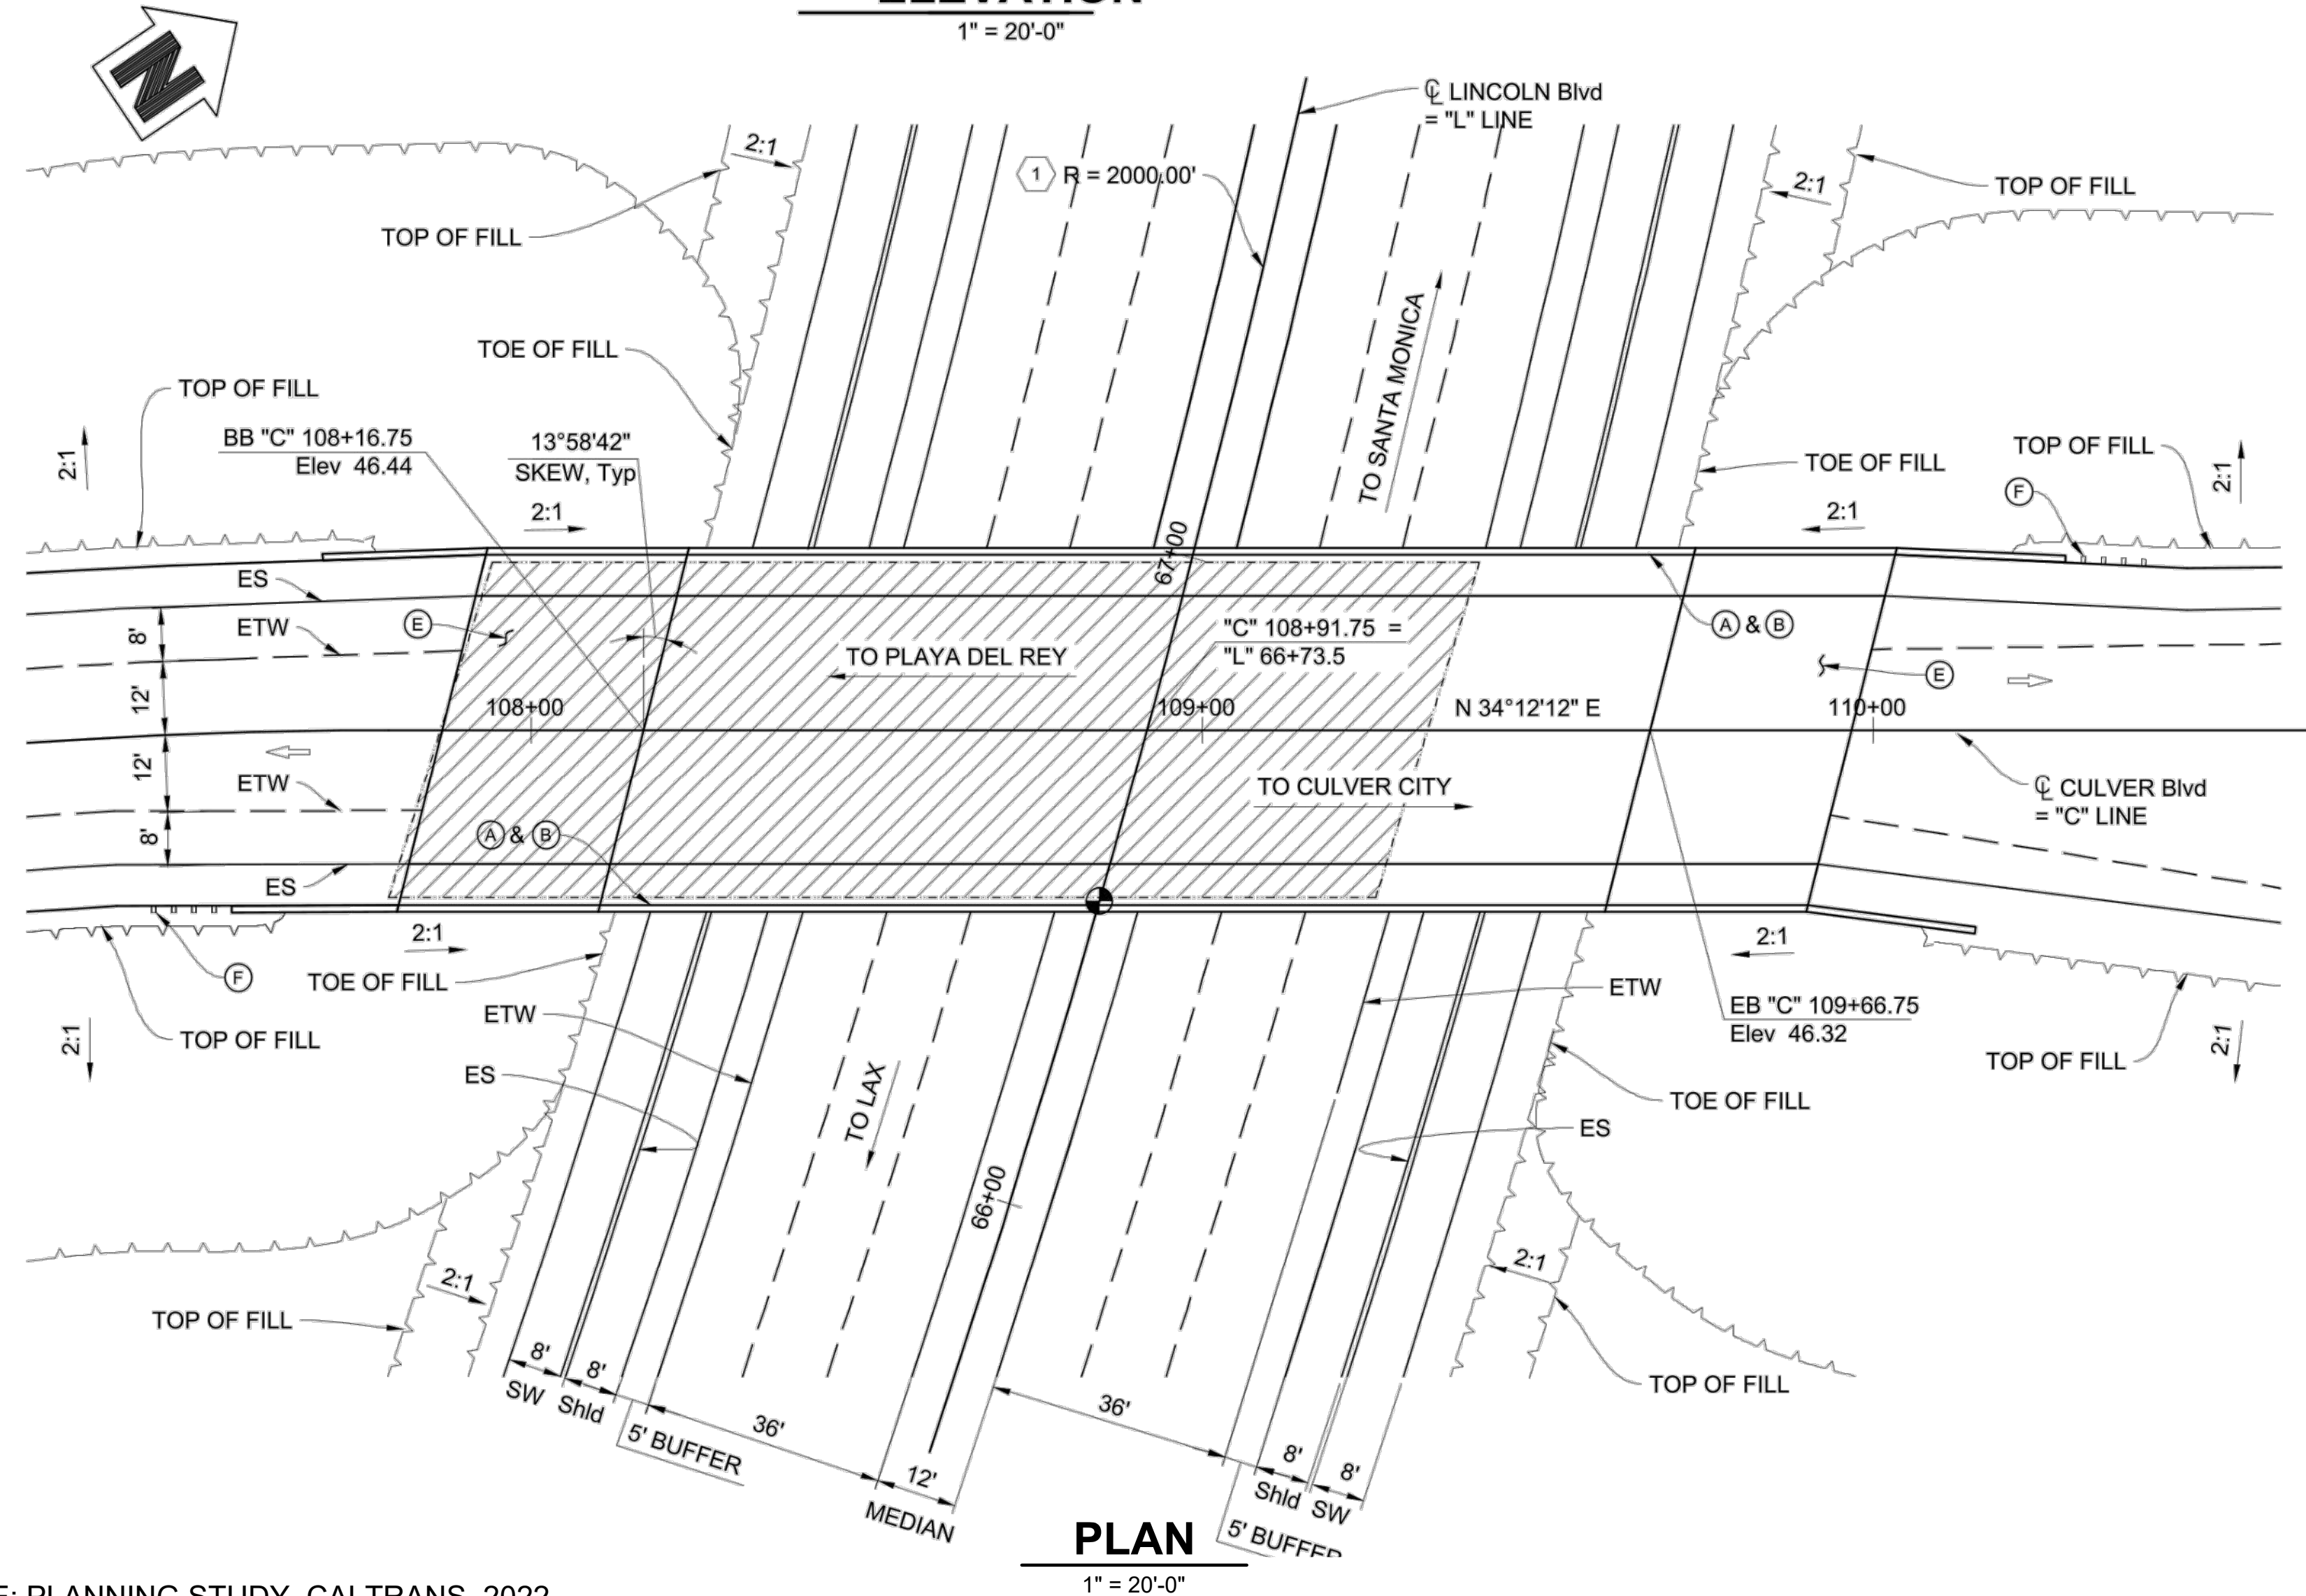 ELEVATION
1" = 20'-0"
N
℄ LINCOLN Blvd
= "L" LINE
2:1
1 R = 2000.00'
2:1
TOP OF FILL
TOP OF FILL
TO SANTA MONICA
TOE OF FILL
TOP OF FILL
BB "C" 108+16.75
Elev 46.44
13°58'42"
SKEW, Typ
TOP OF FILL
TOE OF FILL
2:1
2:1
F
2:1
2:1
67+00
ES
ETW
E
8'
"C" 108+91.75 =
"L" 66+73.5
A & B
TO PLAYA DEL REY
E
12'
108+00
109+00
N 34°12'12" E
110+00
12'
ETW
TO CULVER CITY
℄ CULVER Blvd
= "C" LINE
8'
A & B
ES
2:1
2:1
F
TOE OF FILL
ETW
ETW
EB "C" 109+66.75
Elev 46.32
2:1
TOP OF FILL
2:1
TOP OF FILL
ES
TO LAX
TOE OF FILL
ES
66+00
2:1
2:1
TOP OF FILL
8'
SW
8'
Shld
5' BUFFER
36'
12'
MEDIAN
36'
TOP OF FILL
8'
Shld
8'
SW
5' BUFFER
PLAN
1" = 20'-0"
E: PLANNING STUDY, CALTRANS, 2022